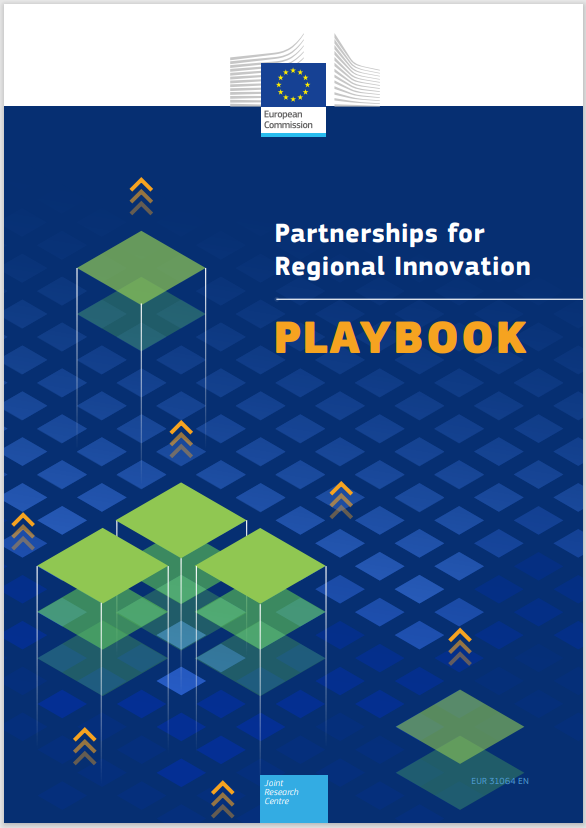 European
Commission
Partnerships for
Regional Innovation
PLAYBOOK
EUR 31064 EN
Joint
Research
Centre